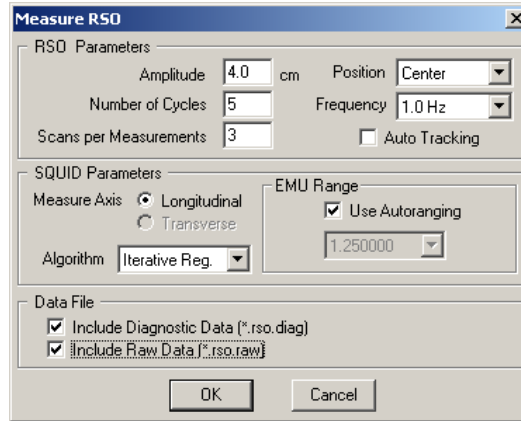 Measure RSO
RSO Parameters
Amplitude 4.0 cm Position Center
Number of Cycles 5 Frequency 1.0 Hz
Scans per Measurements 3 Auto Tracking
SQUID Parameters
Measure Axis Longitudinal
Transverse
Algorithm Iterative Reg.
EMU Range
Use Autoranging
1.250000
Data File
Include Diagnostic Data (*.rso.diag)
Include Raw Data (*.rso.raw)
OK Cancel